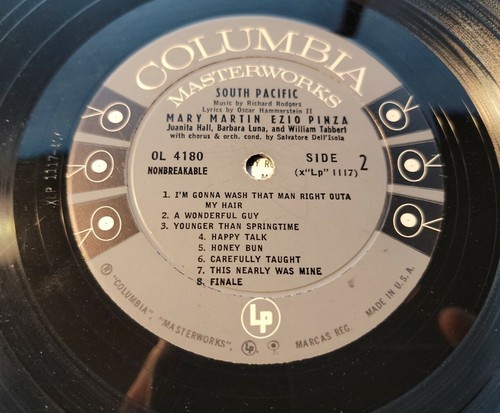 COLUMBIA
MASTERWORKS
SOUTH PACIFIC
Music by Richard Rodgers
Lyrics by Oscar Hammerstein II
MARY MARTIN EZIO PINZA
Juanita Hall, Barbara Luna, and William Tabbert
with chorus & orch. cond. by Salvatore Dell'Isola
OL 4180
SIDE 2
NONBREAKABLE
(x"Lp" 1117)
1. I'M GONNA WASH THAT MAN RIGHT OUTA
MY HAIR
2. A WONDERFUL GUY
3. YOUNGER THAN SPRINGTIME
4. HAPPY TALK
5. HONEY BUN
6. CAREFULLY TAUGHT
7. THIS NEARLY WAS MINE
8. FINALE
Lp
® "COLUMBIA", "MASTERWORKS", Lp MARCAS REG. MADE IN U.S.A.